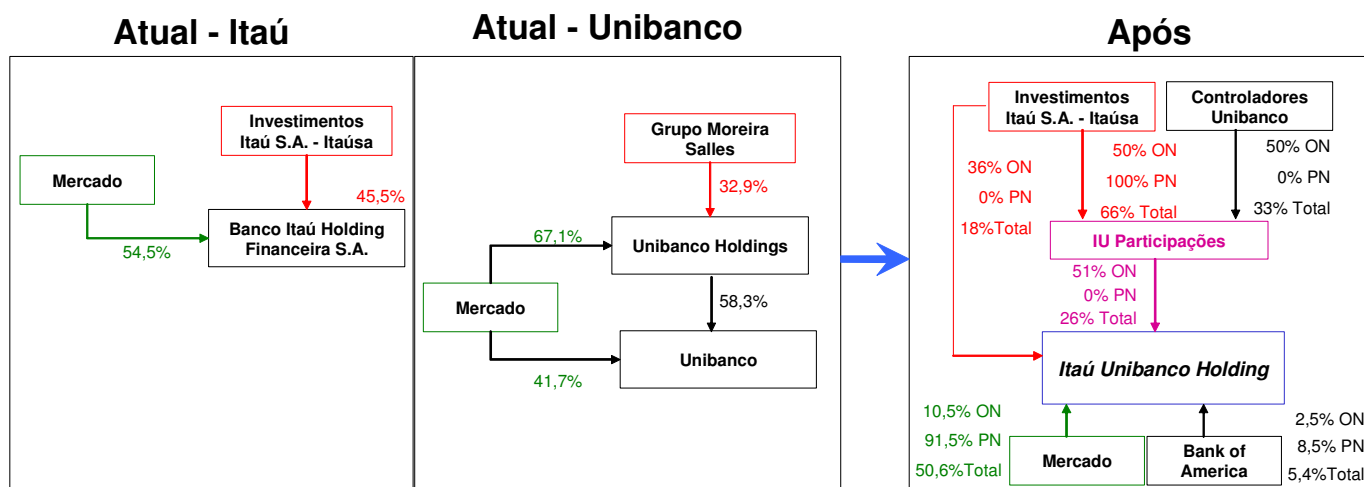 Atual - Itaú
Investimentos
Itaú S.A. - Itaúsa
Mercado
45,5%
Banco Itaú Holding
Financeira S.A.
54,5%
Atual - Unibanco
Grupo Moreira
Salles
32,9%
67,1%
Unibanco Holdings
Mercado
58,3%
Unibanco
41,7%
Após
Investimentos
Itaú S.A. - Itaúsa
Controladores
Unibanco
36% ON
0% PN
18%Total
50% ON
100% PN
66% Total
50% ON
0% PN
33% Total
IU Participações
51% ON
0% PN
26% Total
Itaú Unibanco Holding
10,5% ON
91,5% PN
50,6%Total
Mercado
Bank of
America
2,5% ON
8,5% PN
5,4%Total